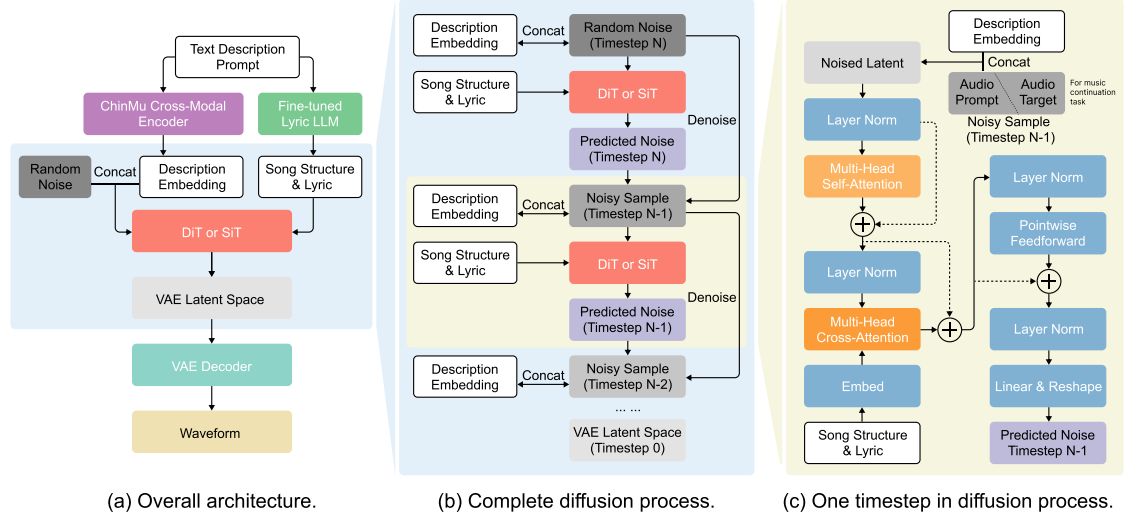 Text Description
Prompt
ChinMu Cross-Modal
Encoder
Fine-tuned
Lyric LLM
Random
Noise
Concat
Description
Embedding
Song Structure
& Lyric
DiT or SiT
VAE Latent Space
VAE Decoder
Waveform
(a) Overall architecture.
Description
Embedding
Concat
Random Noise
(Timestep N)
Song Structure
& Lyric
DiT or SiT
Denoise
Predicted Noise
(Timestep N)
Description
Embedding
Concat
Noisy Sample
(Timestep N-1)
Song Structure
& Lyric
DiT or SiT
Denoise
Predicted Noise
(Timestep N-1)
Description
Embedding
Concat
Noisy Sample
(Timestep N-2)
... ...
VAE Latent Space
(Timestep 0)
(b) Complete diffusion process.
Description
Embedding
Concat
Noised Latent
Audio
Prompt
Audio
Target
For music
continuation
task
Noisy Sample
(Timestep N-1)
Layer Norm
Multi-Head
Self-Attention
Layer Norm
Multi-Head
Cross-Attention
Embed
Song Structure
& Lyric
Layer Norm
Pointwise
Feedforward
Layer Norm
Linear & Reshape
Predicted Noise
Timestep N-1
(c) One timestep in diffusion process.